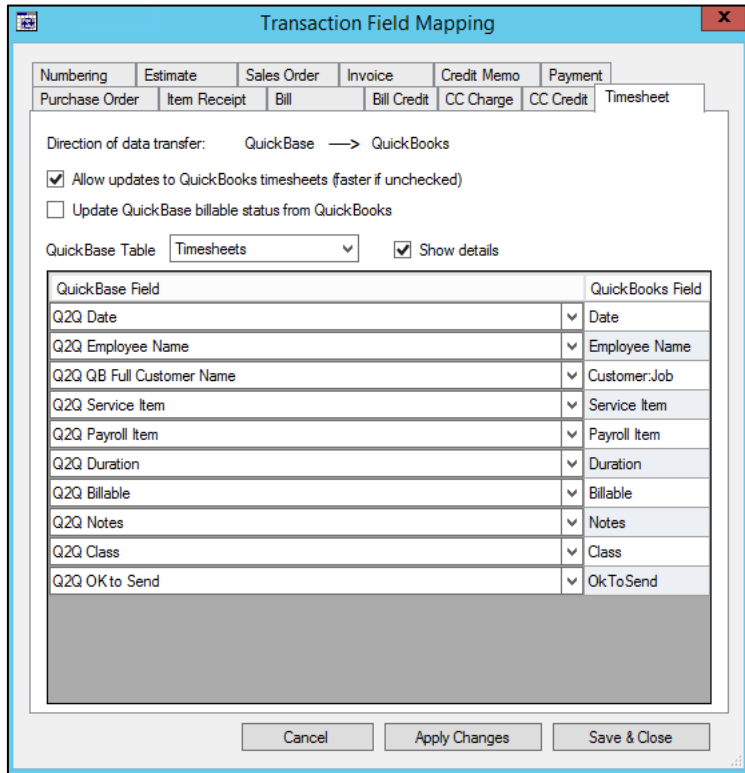 Transaction Field Mapping
x
Numbering Estimate Sales Order Invoice Credit Memo Payment
Purchase Order Item Receipt Bill Bill Credit CC Charge CC Credit Timesheet
Direction of data transfer: QuickBase —> QuickBooks
Allow updates to QuickBooks timesheets (faster if unchecked)
Update QuickBase billable status from QuickBooks
QuickBase Table Timesheets Show details
QuickBase Field QuickBooks Field
Q2Q Date Date
Q2Q Employee Name Employee Name
Q2Q QB Full Customer Name Customer:Job
Q2Q Service Item Service Item
Q2Q Payroll Item Payroll Item
Q2Q Duration Duration
Q2Q Billable Billable
Q2Q Notes Notes
Q2Q Class Class
Q2Q OK to Send OkToSend
Cancel Apply Changes Save & Close